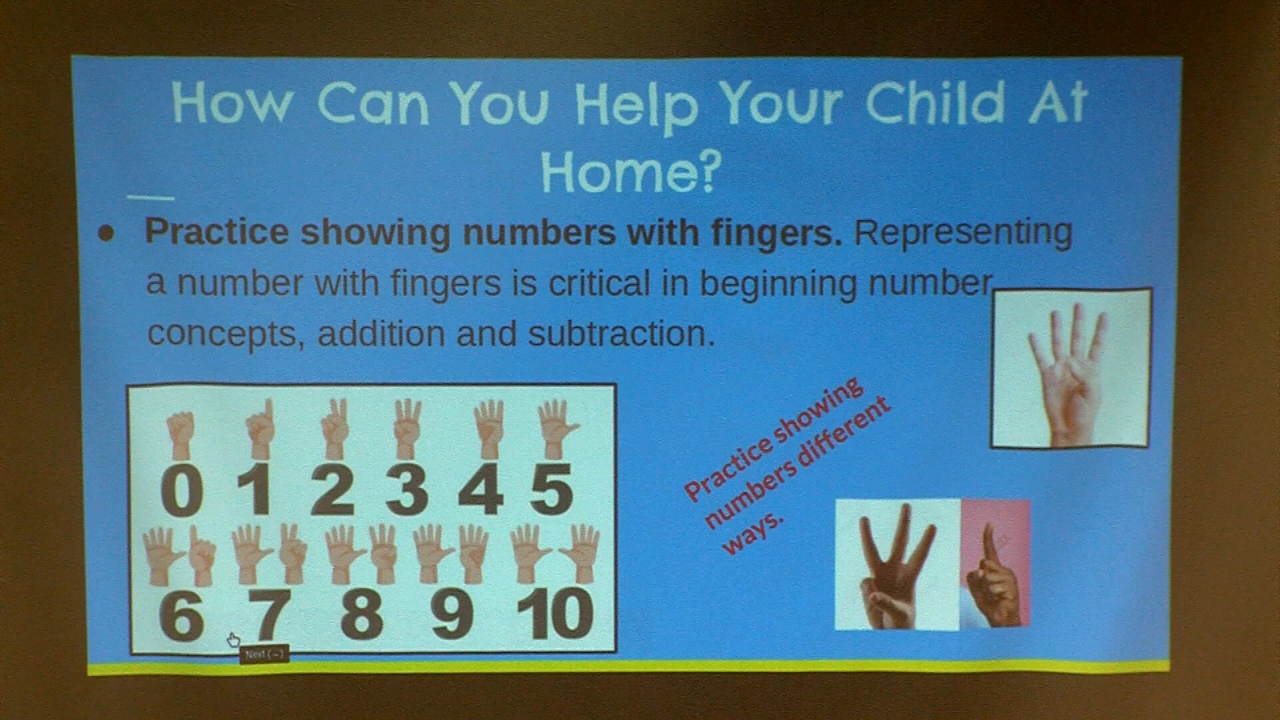 How Can You Help Your Child At
Home?
● Practice showing numbers with fingers. Representing
a number with fingers is critical in beginning number
concepts, addition and subtraction.
Practice showing
numbers different
ways.
0 1 2 3 4 5
6 7 8 9 10
Next (→)